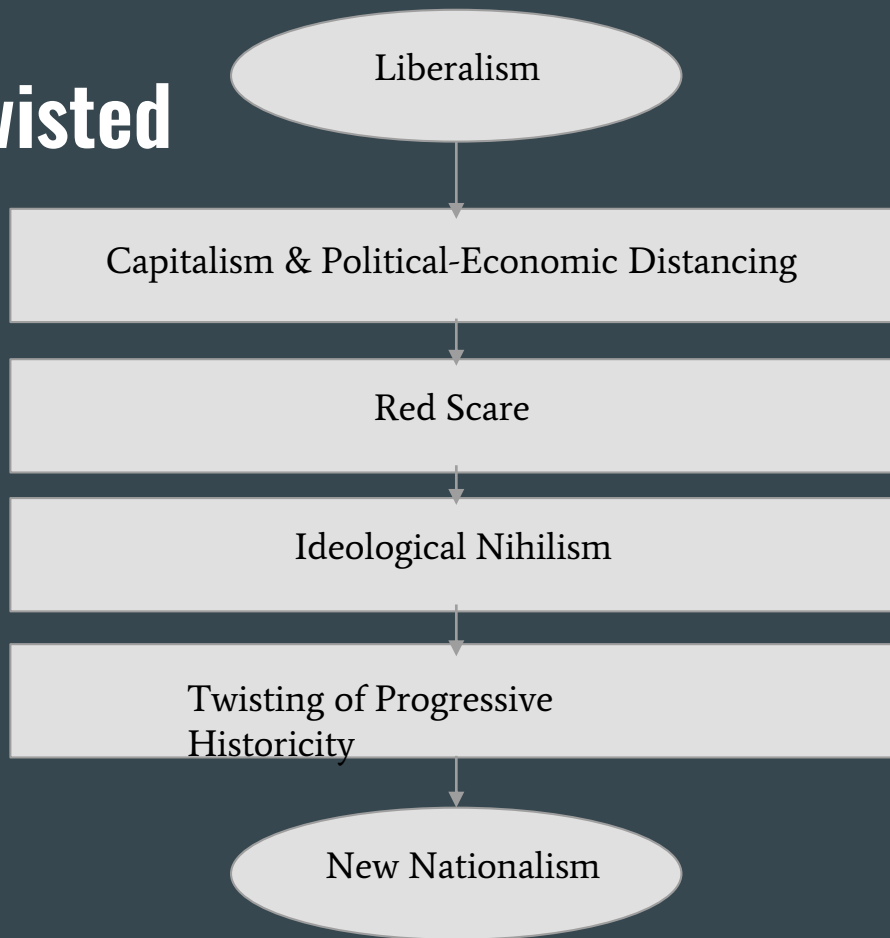 Liberalism
Capitalism & Political-Economic Distancing
Red Scare
Ideological Nihilism
Twisting of Progressive
Historicity
New Nationalism